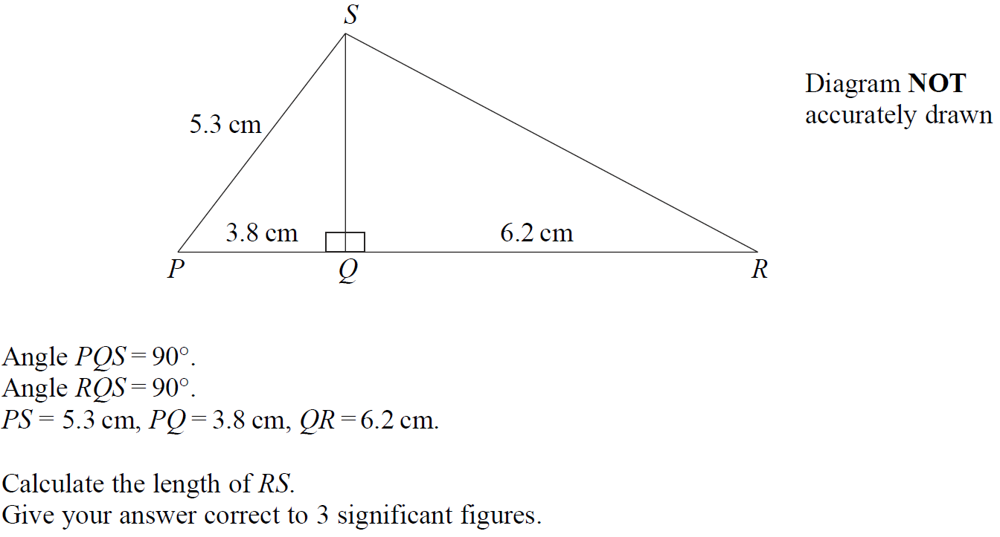 S
Diagram NOT
accurately drawn
5.3 cm
3.8 cm
6.2 cm
P
Q
R
Angle PQS = 90°.
Angle RQS = 90°.
PS = 5.3 cm, PQ = 3.8 cm, QR = 6.2 cm.
Calculate the length of RS.
Give your answer correct to 3 significant figures.